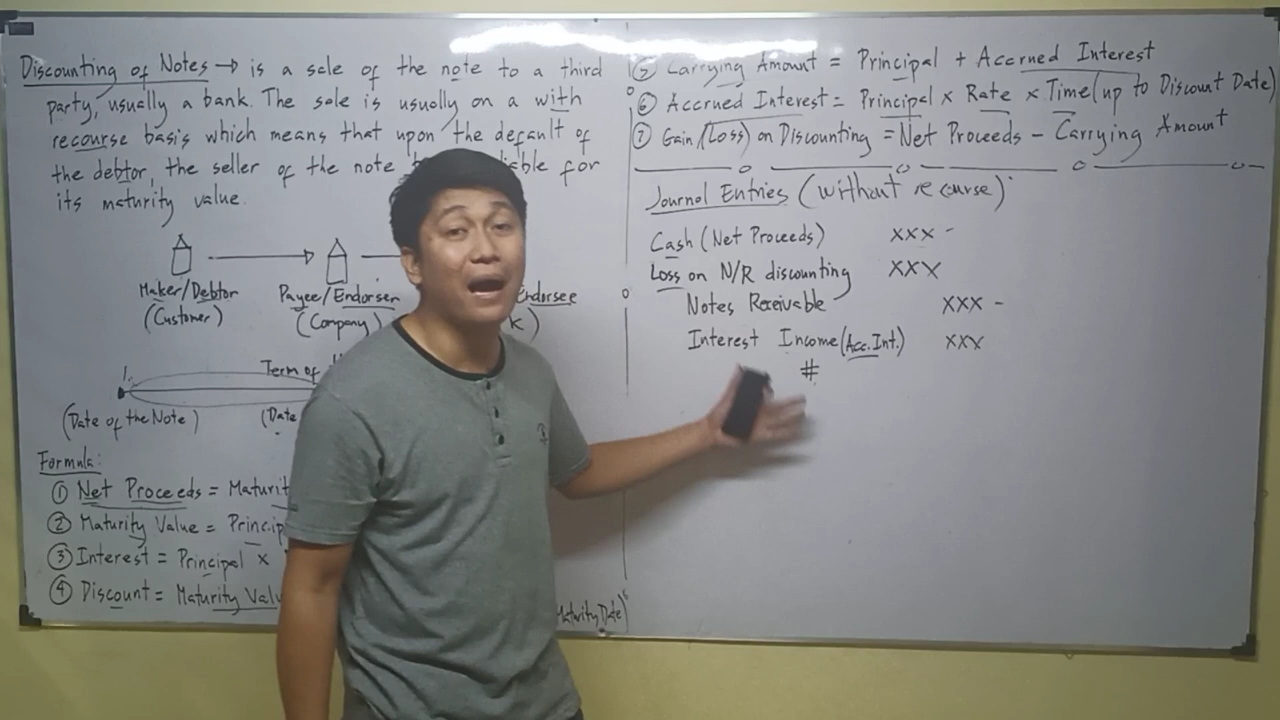 Discounting of Notes → is a sale of the note to a third
party, usually a bank. The sale is usually on a with
recourse basis which means that upon the default of
the debtor, the seller of the note for
its maturity value.
Maker/Debtor Payee/Endorser Endorsee
(Customer) (Company)
Term of
(Date of the Note) (Date
Formula:
① Net Proceeds = Maturit
② Maturity Value = Princip
③ Interest = Principal x
④ Discount = Maturity Valu
Maturity Date)
⑤ Carrying Amount = Principal + Accrued Interest
⑥ Accrued Interest = Principal x Rate x Time (up to Discount Date)
⑦ Gain/(Loss) on Discounting = Net Proceeds - Carrying Amount
Journal Entries (without recourse)
Cash (Net Proceeds) xxx -
Loss on N/R discounting xxx
Notes Receivable xxx -
Interest Income (Acc. Int.) xxx
#